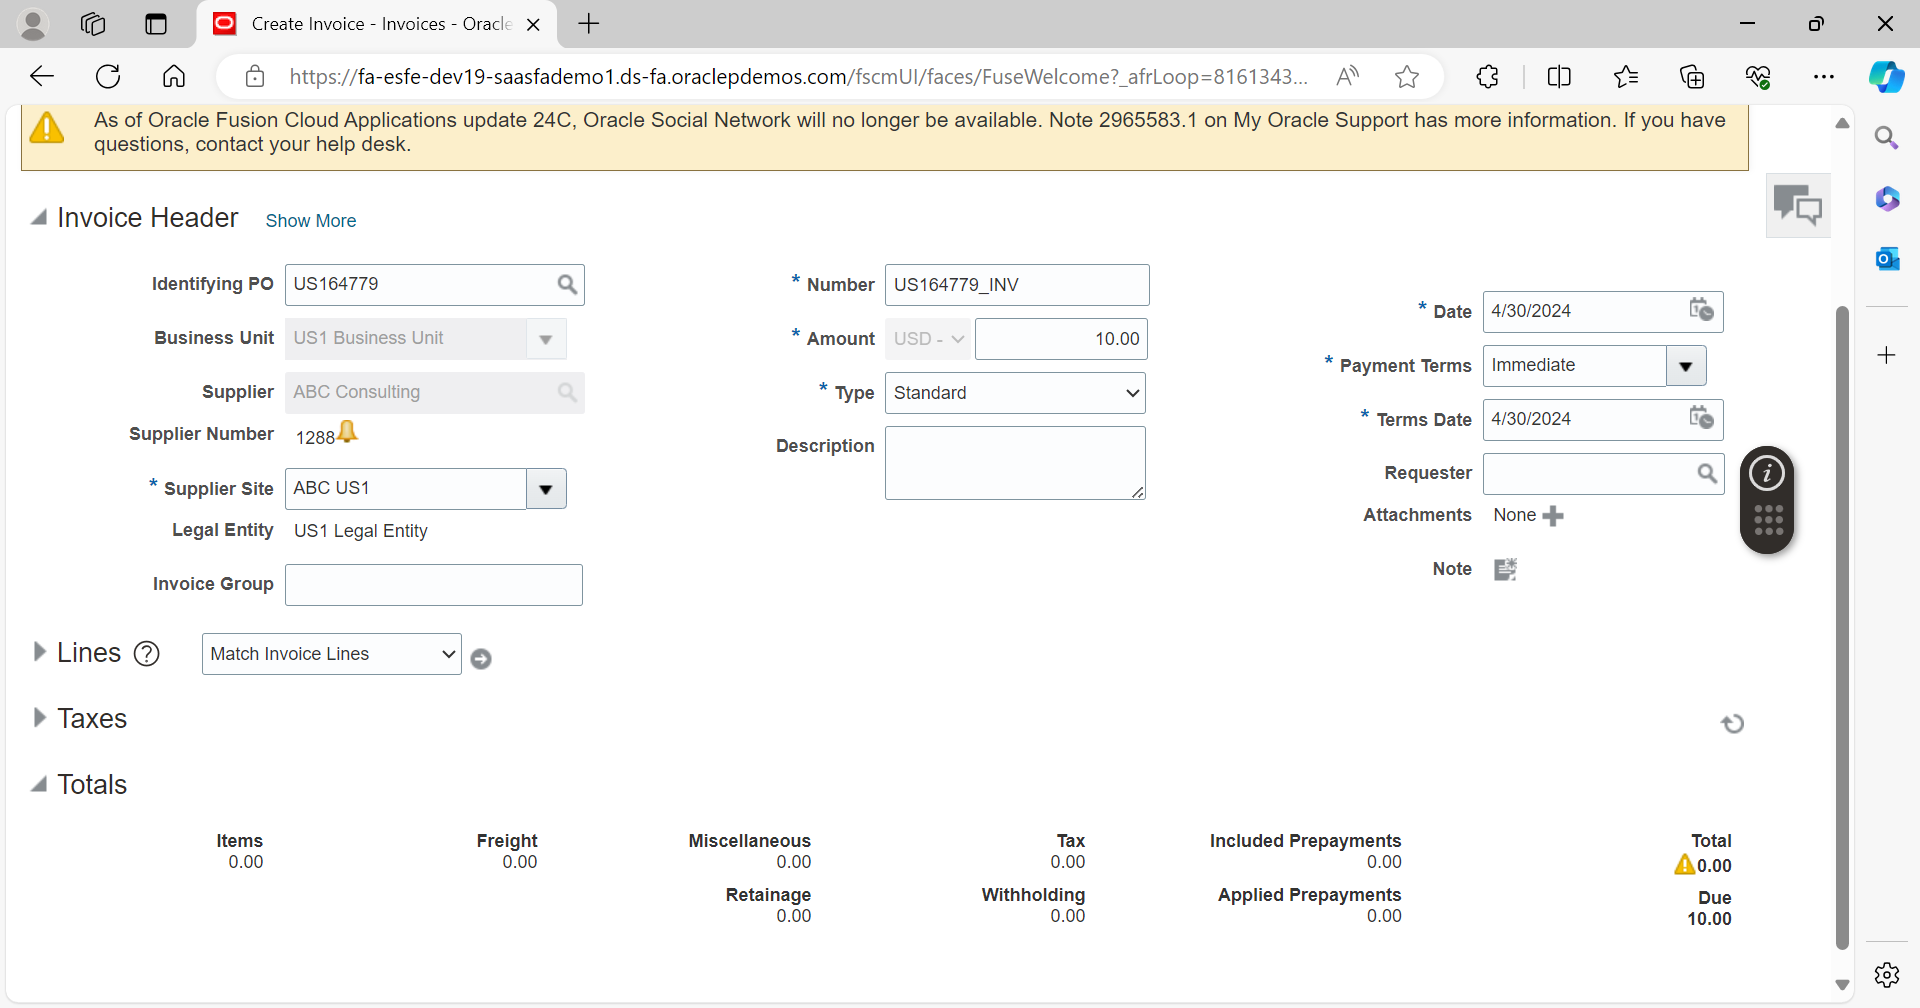 Create Invoice - Invoices - Oracle
https://fa-esfe-dev19-saasfademo1.ds-fa.oraclepdemos.com/fscmUI/faces/FuseWelcome?_afrLoop=8161343...
As of Oracle Fusion Cloud Applications update 24C, Oracle Social Network will no longer be available. Note 2965583.1 on My Oracle Support has more information. If you have
questions, contact your help desk.
Invoice Header Show More
Identifying PO US164779
Business Unit US1 Business Unit
Supplier ABC Consulting
Supplier Number 1288
* Supplier Site ABC US1
Legal Entity US1 Legal Entity
Invoice Group
* Number US164779_INV
* Amount USD - 10.00
* Type Standard
Description
* Date 4/30/2024
* Payment Terms Immediate
* Terms Date 4/30/2024
Requester
Attachments None
Note
Lines Match Invoice Lines
Taxes
Totals
Items Freight Miscellaneous Tax Included Prepayments Total
0.00 0.00 0.00 0.00 0.00 0.00
Retainage Withholding Applied Prepayments Due
0.00 0.00 0.00 10.00